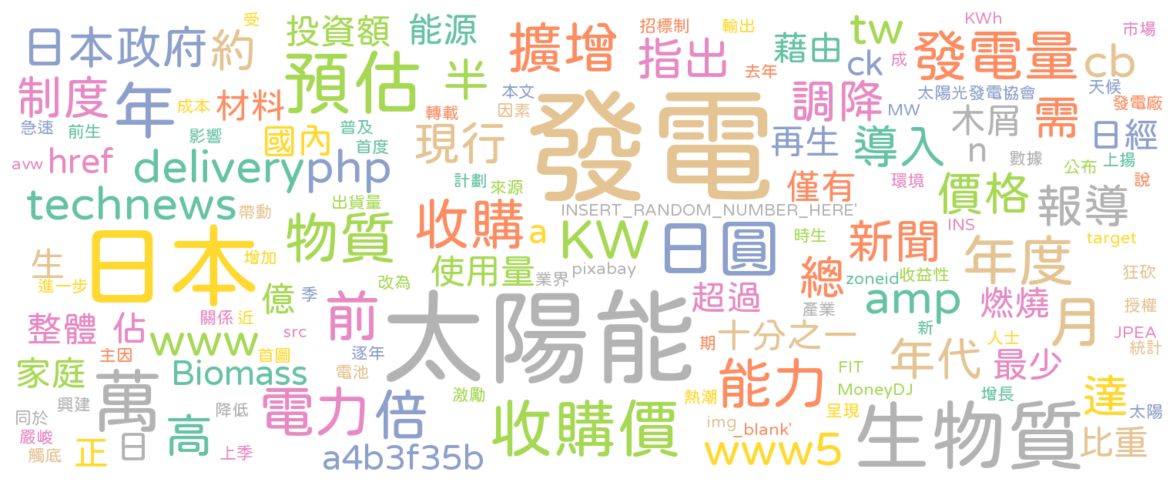 日本政府
約
投資額
能源
擴增
受
招標制
輸出
指出
去年
藉由
tw
ck
成
KWh
發電量
cb
市場
制度
年
成本
材料
預估
半
轉載
本文
因素
發電
調降
太陽光發電協會
MW
天候
發電廠
木屑
需
日經
急速
前生
影響
國內
普及
首度
現行
再生
導入
n
數據
公布
上揚
avw
href
delivery
php
計劃
來源
僅有
環境
價格
報導
說
technews
帶動
出貨量
INSERT_RANDOM_NUMBER_HERE'
INS
物質
收購
a
KW
日圓
時生
新聞
年度
target
日本
增加
生
進一步
億
季
使用量
業界
pixabay
超過
總
zoneid
收益性
狂砍
整體
佔
關係
近
src
前
太陽能
產業
amp
燃燒
月
授權
www
逐年
十分之一
新
人士
JPEA
統計
家庭
主因
首圖
Biomass
電池
期
FIT
年代
最少
萬
電力
倍
激勵
熱潮
能力
MoneyDJ
增長
達
太陽
同於
興建
降低
高
收購價
img
_blank'
呈現
生物質
嚴峻
觸底
正
日
上季
a4b3f35b
www5
比重